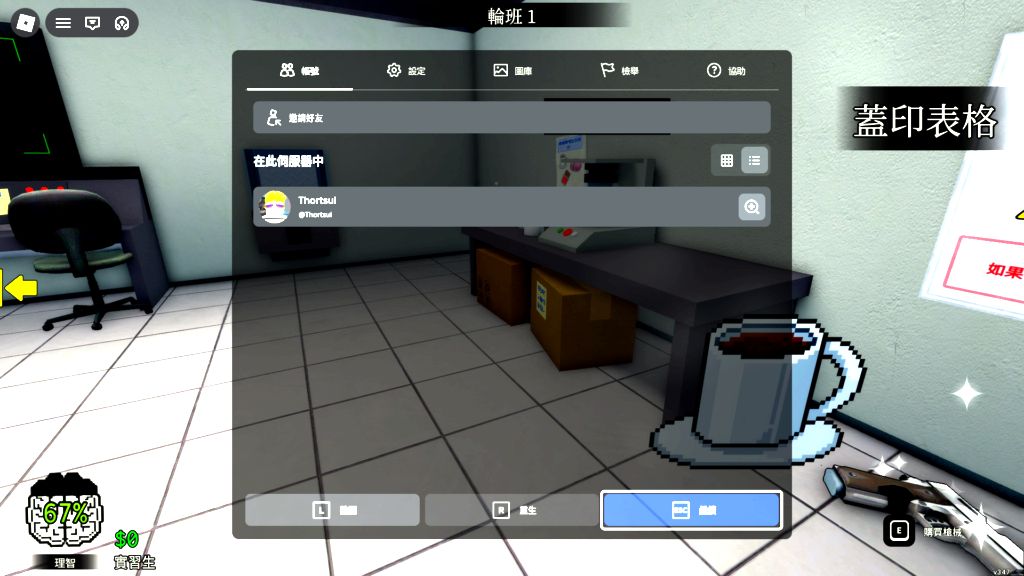 輪班 1
帳號
設定
圖庫
檢舉
協助
邀請好友
在此伺服器中
Thortsui
@Thortsui
蓋印表格
如果
L
R 重生
ESC 繼續
67%
理智
$0
實習生
E 購買槍械
v347